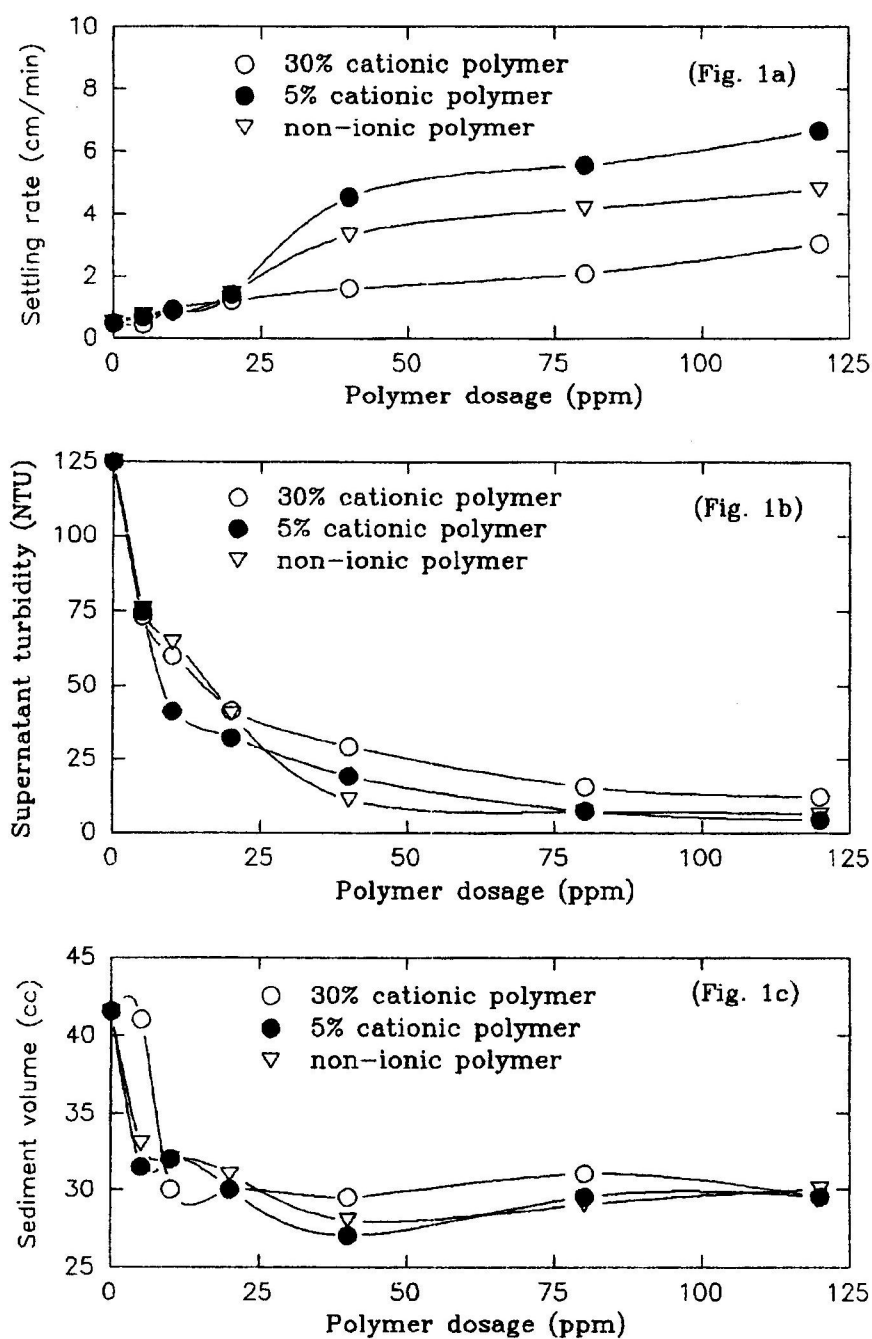 10
8
6
4
2
0
Settling rate (cm/min)
30% cationic polymer
5% cationic polymer
non-ionic polymer
(Fig. 1a)
0 25 50 75 100 125
Polymer dosage (ppm)
125
100
75
50
25
0
Supernatant turbidity (NTU)
30% cationic polymer
5% cationic polymer
non-ionic polymer
(Fig. 1b)
0 25 50 75 100 125
Polymer dosage (ppm)
45
40
35
30
25
Sediment volume (cc)
30% cationic polymer
5% cationic polymer
non-ionic polymer
(Fig. 1c)
0 25 50 75 100 125
Polymer dosage (ppm)